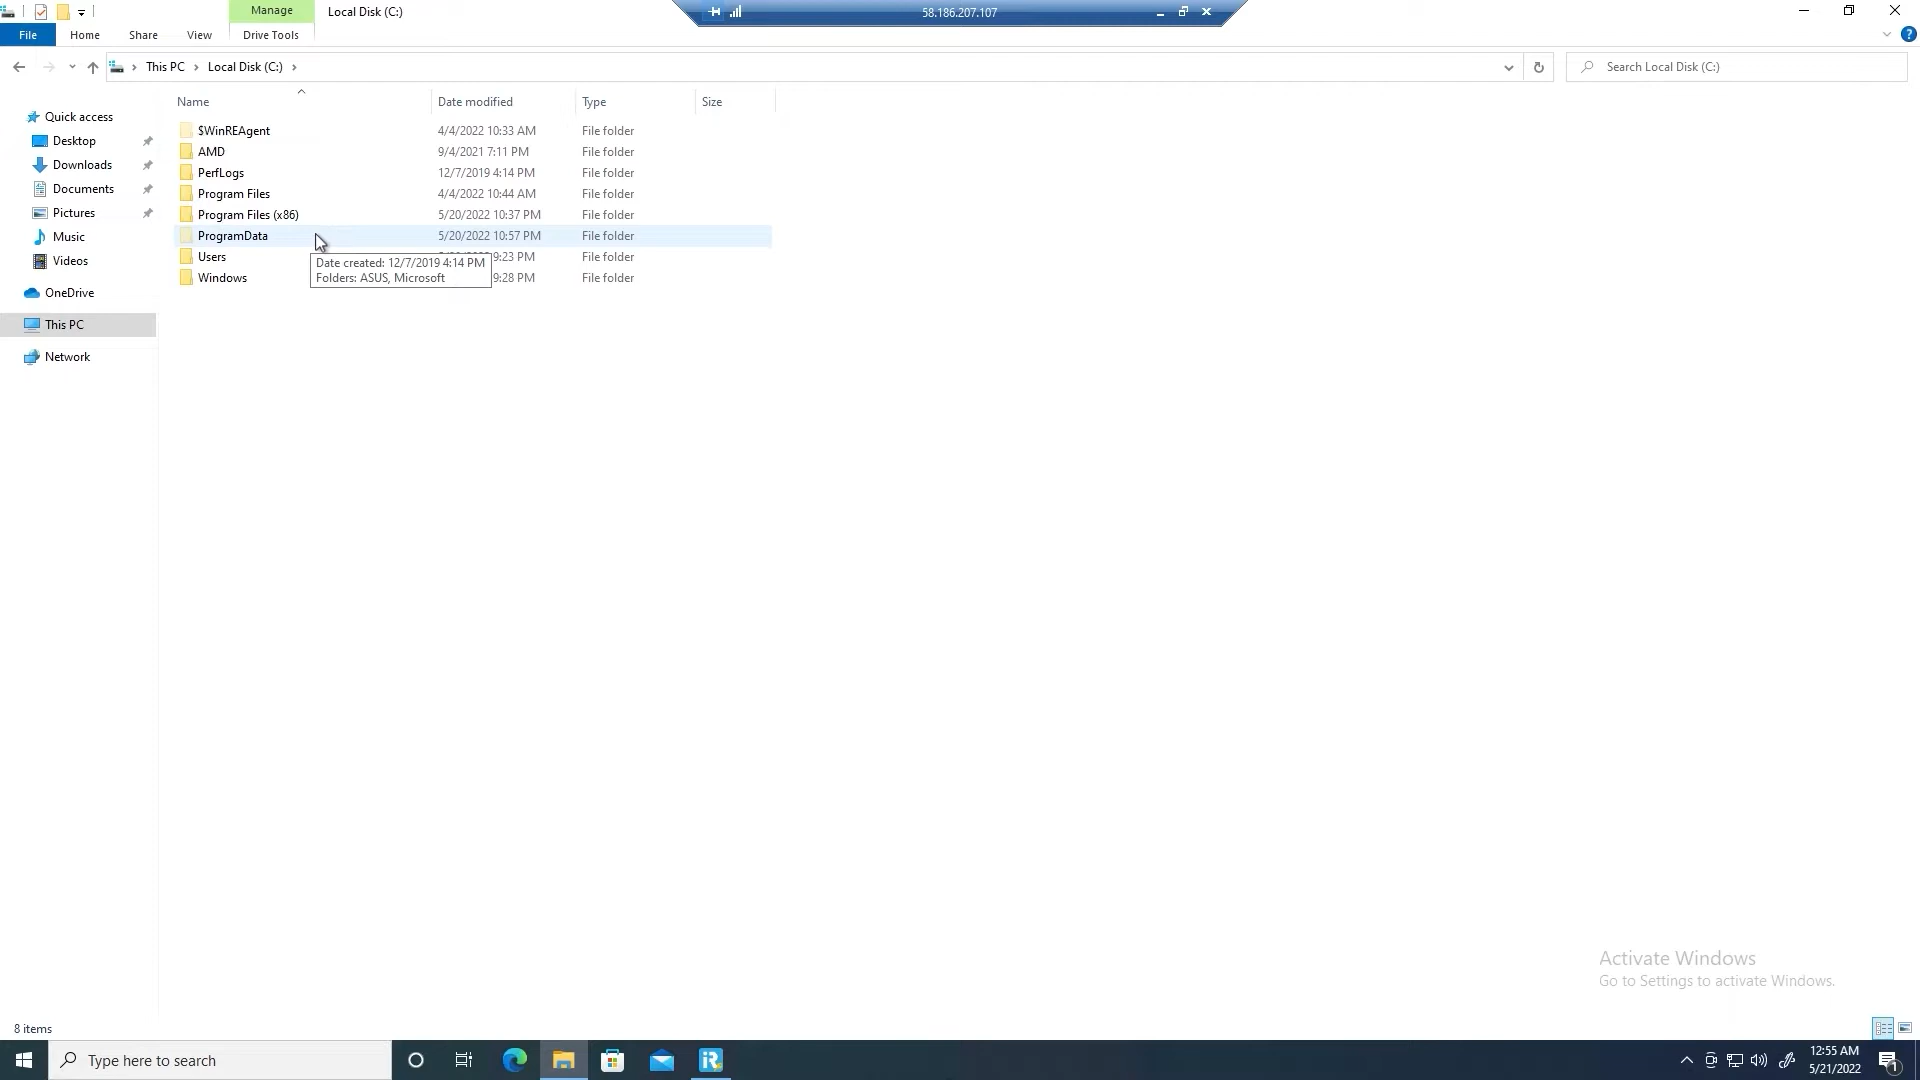 Manage
Local Disk (C:)
58.186.207.107
File
Home
Share
View
Drive Tools
This PC
Local Disk (C:)
Search Local Disk (C:)
Name
Date modified
Type
Size
Quick access
Desktop
Downloads
Documents
Pictures
Music
Videos
OneDrive
This PC
Network
$WinREAgent 4/4/2022 10:33 AM File folder
AMD 9/4/2021 7:11 PM File folder
PerfLogs 12/7/2019 4:14 PM File folder
Program Files 4/4/2022 10:44 AM File folder
Program Files (x86) 5/20/2022 10:37 PM File folder
ProgramData 5/20/2022 10:57 PM File folder
Users 9:23 PM File folder
Windows 9:28 PM File folder
Date created: 12/7/2019 4:14 PM
Folders: ASUS, Microsoft
Activate Windows
Go to Settings to activate Windows.
8 items
Type here to search
12:55 AM
5/21/2022
1